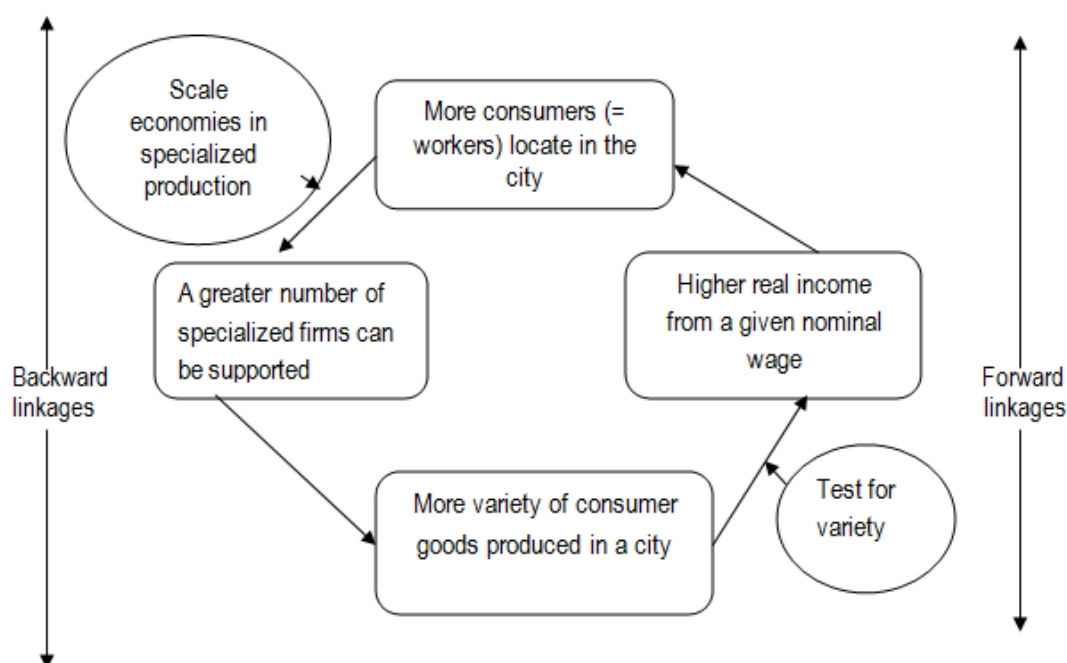 Scale
economies in
specialized
production
More consumers (=
workers) locate in the
city
A greater number of
specialized firms can
be supported
Higher real income
from a given nominal
wage
Backward
linkages
Forward
linkages
More variety of consumer
goods produced in a city
Test for
variety